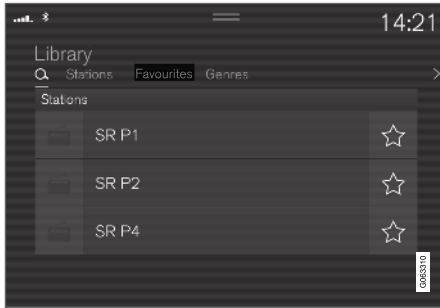 14:21
Library
Stations Favourites Genres
Stations
SR P1
SR P2
SR P4
G063310